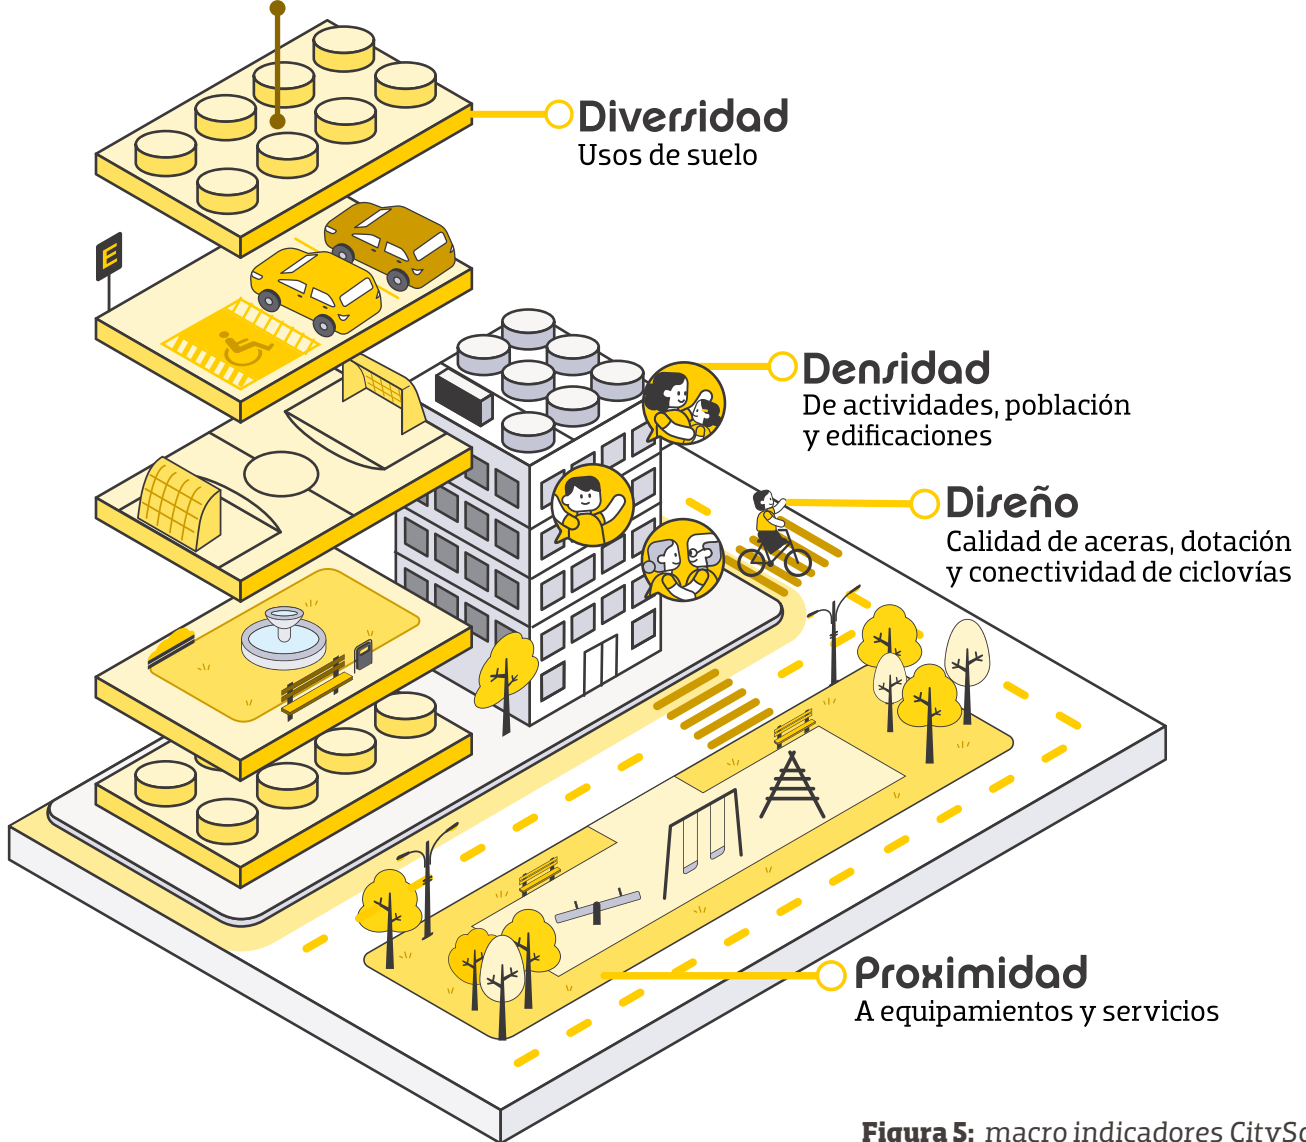 Diversidad
Usos de suelo
E
Densidad
De actividades, población
y edificaciones
Diseño
Calidad de aceras, dotación
y conectividad de ciclovías
Proximidad
A equipamientos y servicios
Figura 5: macro indicadores